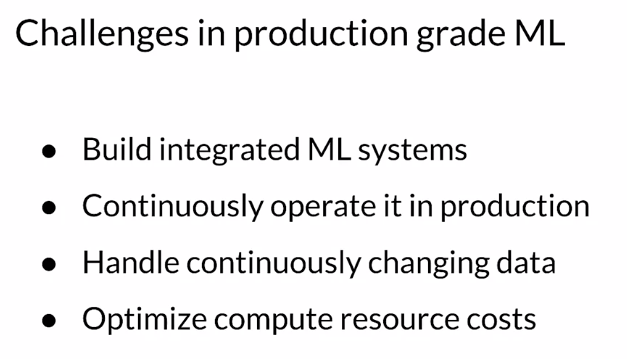 Challenges in production grade ML
● Build integrated ML systems
● Continuously operate it in production
● Handle continuously changing data
● Optimize compute resource costs